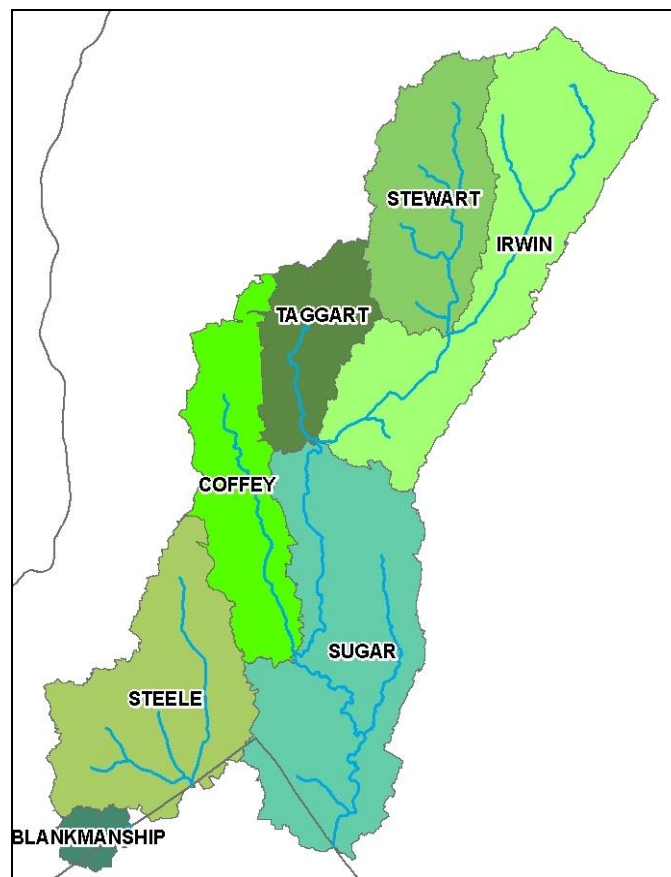 STEWART
IRWIN
TAGGART
COFFEY
SUGAR
STEELE
BLANKMANSHIP